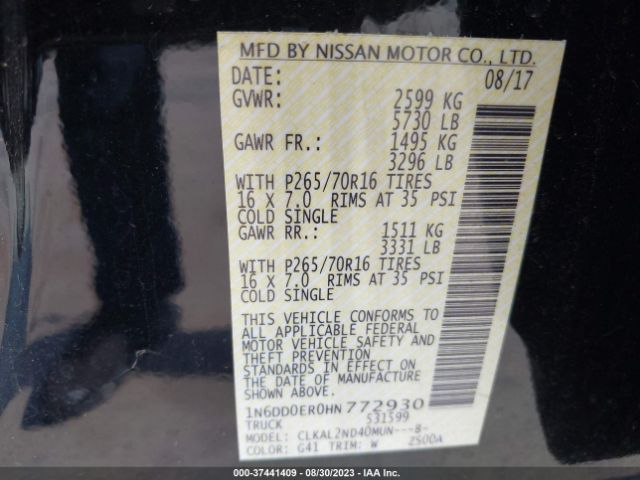 MFD BY NISSAN MOTOR CO., LTD.
DATE: 08/17
GVWR: 2599 KG
5730 LB
GAWR FR.: 1495 KG
3296 LB
WITH P265/70R16 TIRES
16 X 7.0 RIMS AT 35 PSI
COLD SINGLE
GAWR RR.: 1511 KG
3331 LB
WITH P265/70R16 TIRES
16 X 7.0 RIMS AT 35 PSI
COLD SINGLE
THIS VEHICLE CONFORMS TO
ALL APPLICABLE FEDERAL
MOTOR VEHICLE SAFETY AND
THEFT PREVENTION
STANDARDS IN EFFECT ON
THE DATE OF MANUFACTURE
SHOWN ABOVE.
1N6DD0ER0HN772930
TRUCK 531599
MODEL: CLKAL2ND40MUN---B-
COLOR: G41 TRIM: W 2500A
000-37441409 - 08/30/2023 - IAAI.com